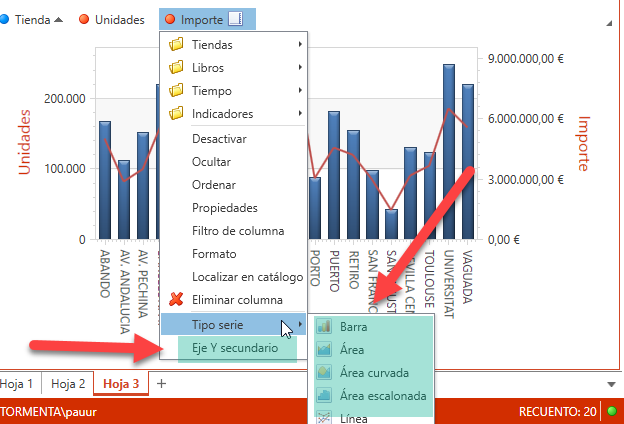 Tienda Unidades Importe
Tiendas
Libros
Tiempo
Indicadores
Desactivar
Ocultar
Ordenar
Propiedades
Filtro de columna
Formato
Localizar en catálogo
Eliminar columna
Tipo serie
Eje Y secundario
Barra
Área
Área curvada
Área escalonada
Línea
Unidades
200.000
100.000
0
9.000.000,00 €
6.000.000,00 €
3.000.000,00 €
0,00 €
Importe
ABANDO
AV. ANDALUCIA
AV. PECHINA
PORTO
PUERTO
RETIRO
SAN FRANC
SAN
UST
VILLA CEN
TOULOUSE
UNIVERSITAT
VAGUADA
Hoja 1 Hoja 2 Hoja 3 +
TORMENTA\pauur RECUENTO: 20